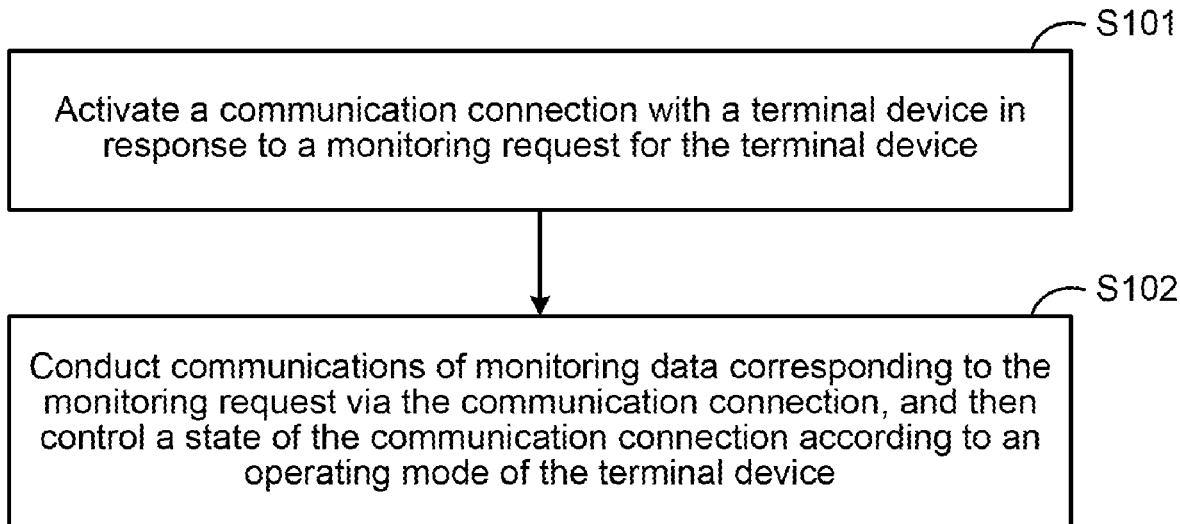 S101
Activate a communication connection with a terminal device in
response to a monitoring request for the terminal device
S102
Conduct communications of monitoring data corresponding to the
monitoring request via the communication connection, and then
control a state of the communication connection according to an
operating mode of the terminal device